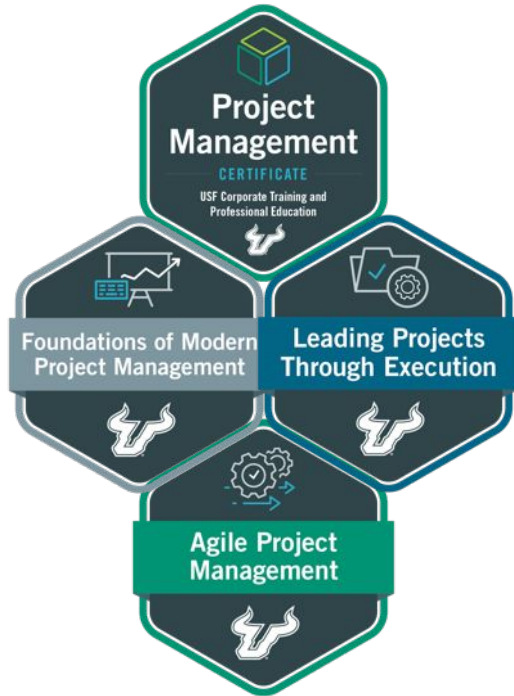 Project
Management
CERTIFICATE
USF Corporate Training and
Professional Education
Foundations of Modern
Project Management
Leading Projects
Through Execution
Agile Project
Management